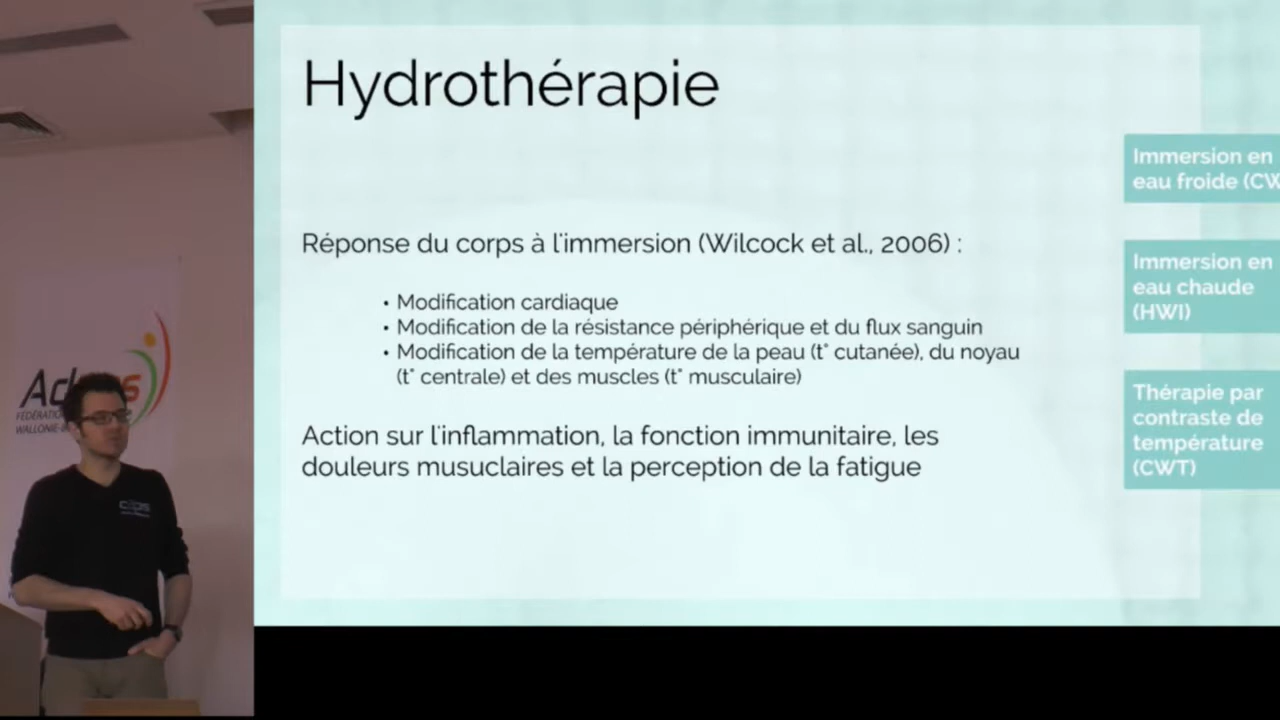 Hydrothérapie
Réponse du corps à l'immersion (Wilcock et al., 2006) :
• Modification cardiaque
• Modification de la résistance périphérique et du flux sanguin
• Modification de la température de la peau (t° cutanée), du noyau
(t° centrale) et des muscles (t° musculaire)
Action sur l'inflammation, la fonction immunitaire, les
douleurs musuclaires et la perception de la fatigue
Immersion en
eau froide (CW
Immersion en
eau chaude
(HWI)
Thérapie par
contraste de
température
(CWT)
FÉDÉRATIO
WALLONIE-B